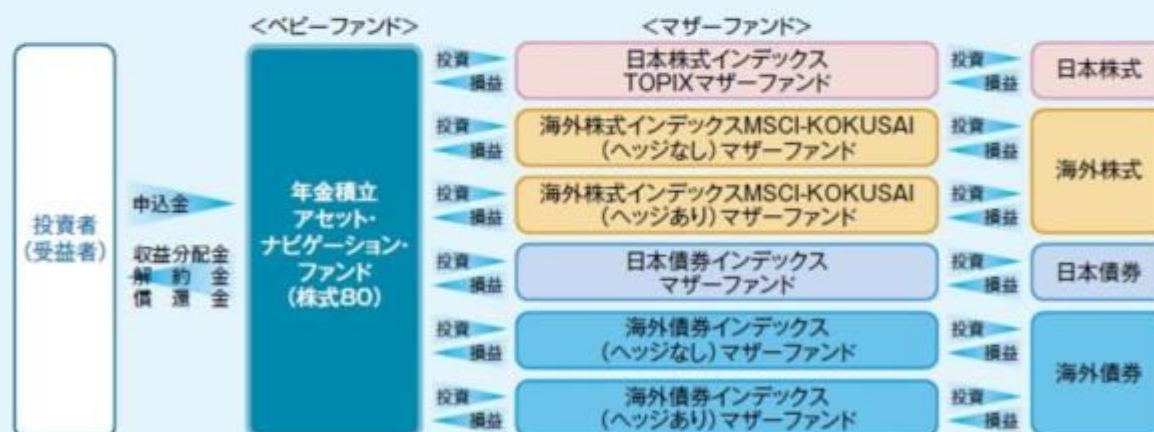 <ベビーファンド>
<マザーファンド>
投資者
(受益者)
申込金
収益分配金
解約金
償還金
年金積立
アセット・
ナビゲーション・
ファンド
(株式80)
投資
損益
日本株式インデックス
TOPIXマザーファンド
投資
損益
日本株式
投資
損益
海外株式インデックスMSCI-KOKUSAI
(ヘッジなし)マザーファンド
投資
損益
海外株式
投資
損益
海外株式インデックスMSCI-KOKUSAI
(ヘッジあり)マザーファンド
投資
損益
投資
損益
日本債券インデックス
マザーファンド
投資
損益
日本債券
投資
損益
海外債券インデックス
(ヘッジなし)マザーファンド
投資
損益
海外債券
投資
損益
海外債券インデックス
(ヘッジあり)マザーファンド
投資
損益